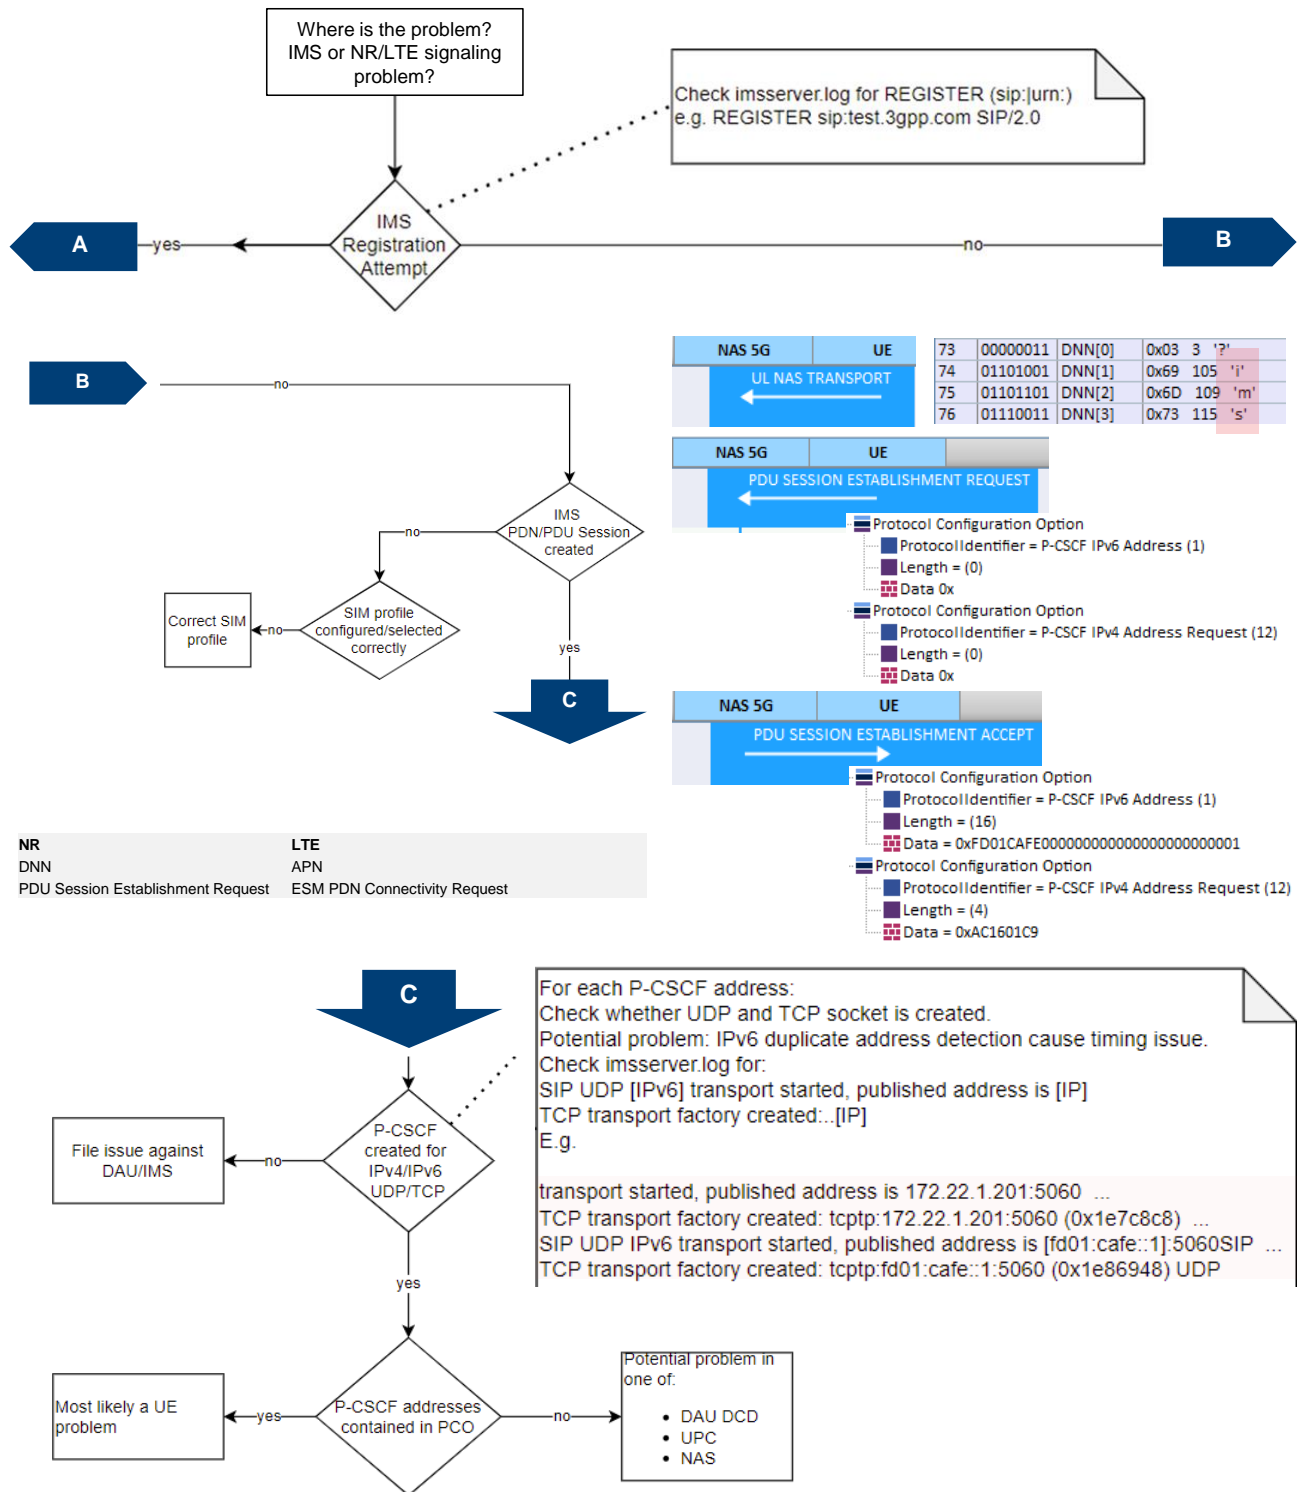 Where is the problem?
IMS or NR/LTE signaling
problem?
Check imsserver.log for REGISTER (sip:|urn:)
e.g. REGISTER sip:test.3gpp.com SIP/2.0
IMS
Registration
Attempt
A
yes
no
B
B
no
IMS
PDN/PDU Session
created
no
SIM profile
configured/selected
correctly
no
Correct SIM
profile
yes
C
NAS 5G UE
UL NAS TRANSPORT
73 00000011 DNN[0] 0x03 3 '?'
74 01101001 DNN[1] 0x69 105 'i'
75 01101101 DNN[2] 0x6D 109 'm'
76 01110011 DNN[3] 0x73 115 's'
NAS 5G UE
PDU SESSION ESTABLISHMENT REQUEST
Protocol Configuration Option
ProtocolIdentifier = P-CSCF IPv6 Address (1)
Length = (0)
Data 0x
Protocol Configuration Option
ProtocolIdentifier = P-CSCF IPv4 Address Request (12)
Length = (0)
Data 0x
NAS 5G UE
PDU SESSION ESTABLISHMENT ACCEPT
Protocol Configuration Option
ProtocolIdentifier = P-CSCF IPv6 Address (1)
Length = (16)
Data = 0xFD01CAFE000000000000000000000001
Protocol Configuration Option
ProtocolIdentifier = P-CSCF IPv4 Address Request (12)
Length = (4)
Data = 0xAC1601C9
NR LTE
DNN APN
PDU Session Establishment Request ESM PDN Connectivity Request
C
For each P-CSCF address:
Check whether UDP and TCP socket is created.
Potential problem: IPv6 duplicate address detection cause timing issue.
Check imsserver.log for:
SIP UDP [IPv6] transport started, published address is [IP]
TCP transport factory created:..[IP]
E.g.
transport started, published address is 172.22.1.201:5060 ...
TCP transport factory created: tcptp:172.22.1.201:5060 (0x1e7c8c8) ...
SIP UDP IPv6 transport started, published address is [fd01:cafe::1]:5060SIP ...
TCP transport factory created: tcptp:fd01:cafe::1:5060 (0x1e86948) UDP
P-CSCF
created for
IPv4/IPv6
UDP/TCP
no
File issue against
DAU/IMS
yes
P-CSCF addresses
contained in PCO
yes
Most likely a UE
problem
no
Potential problem in
one of:
• DAU DCD
• UPC
• NAS